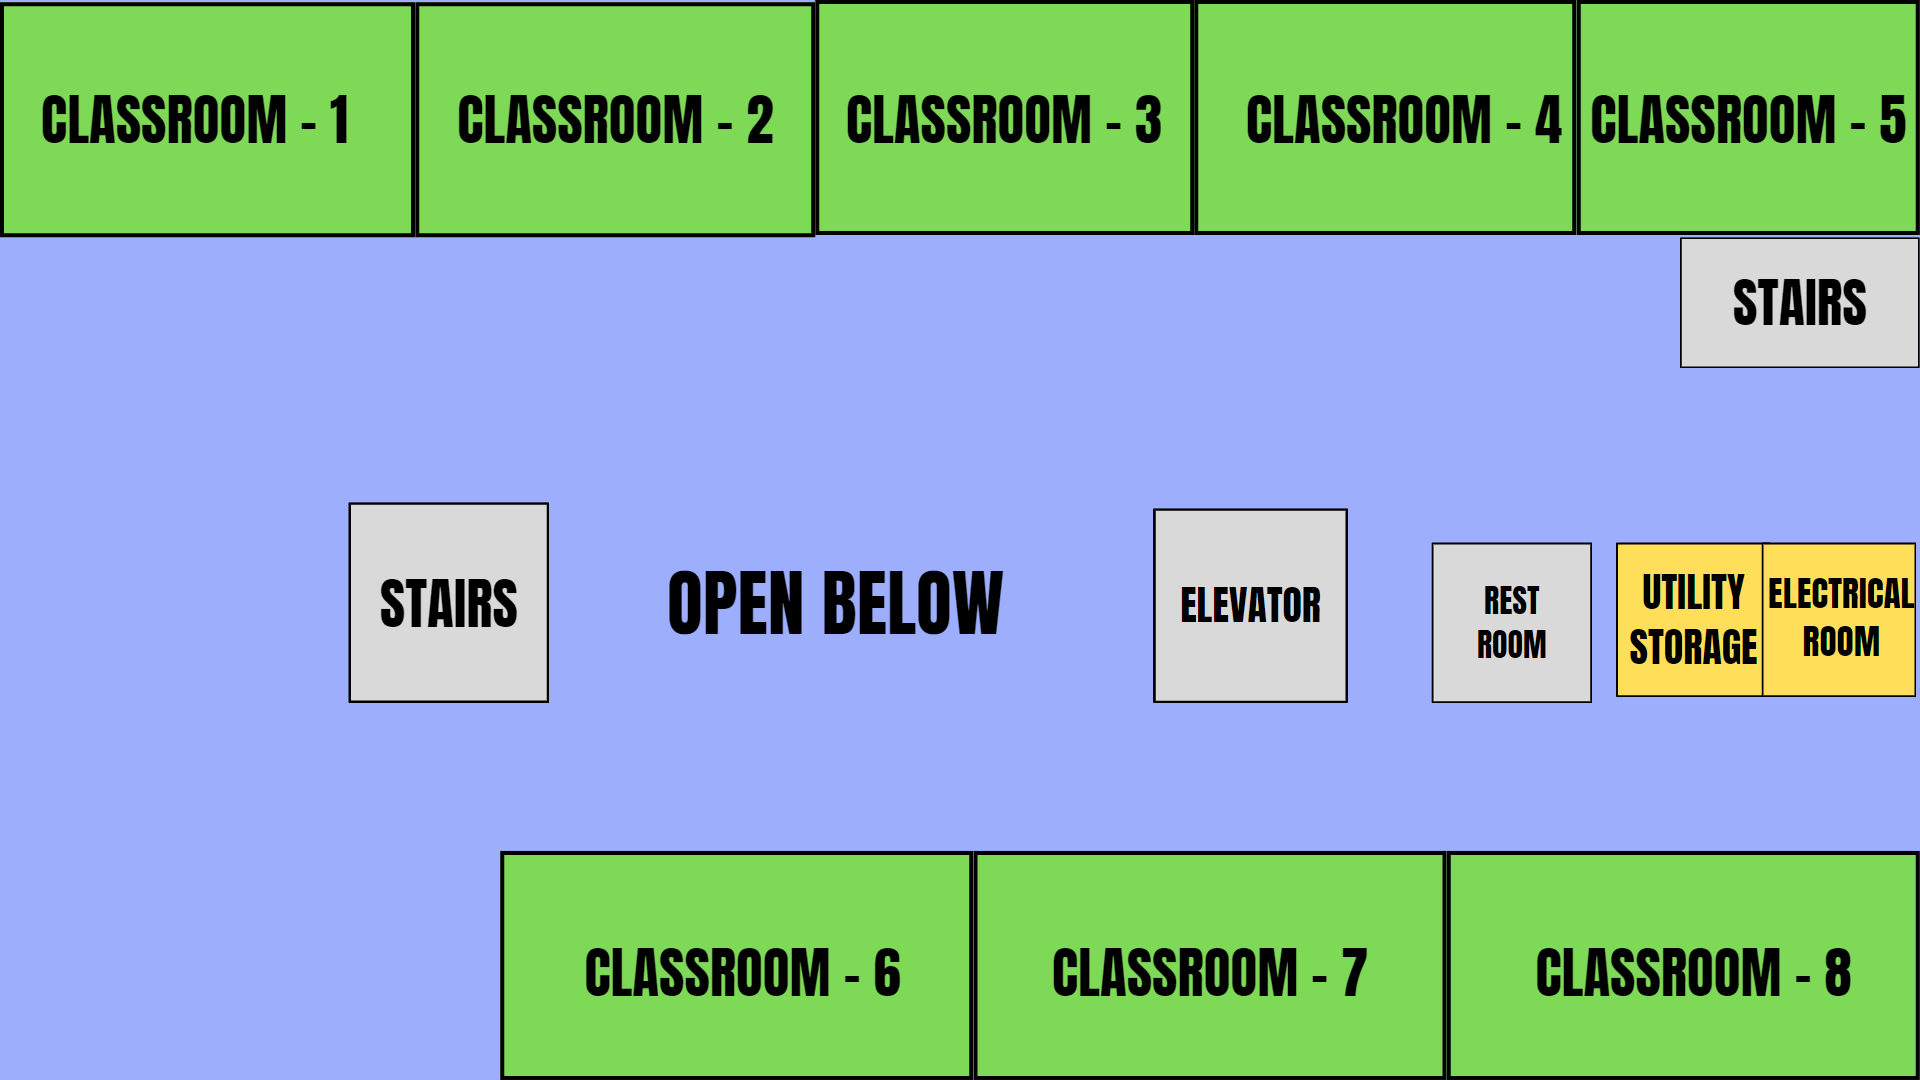 CLASSROOM - 1
CLASSROOM - 2
CLASSROOM - 3
CLASSROOM - 4
CLASSROOM - 5
STAIRS
STAIRS
OPEN BELOW
ELEVATOR
REST
ROOM
UTILITY
STORAGE
ELECTRICAL
ROOM
CLASSROOM - 6
CLASSROOM - 7
CLASSROOM - 8